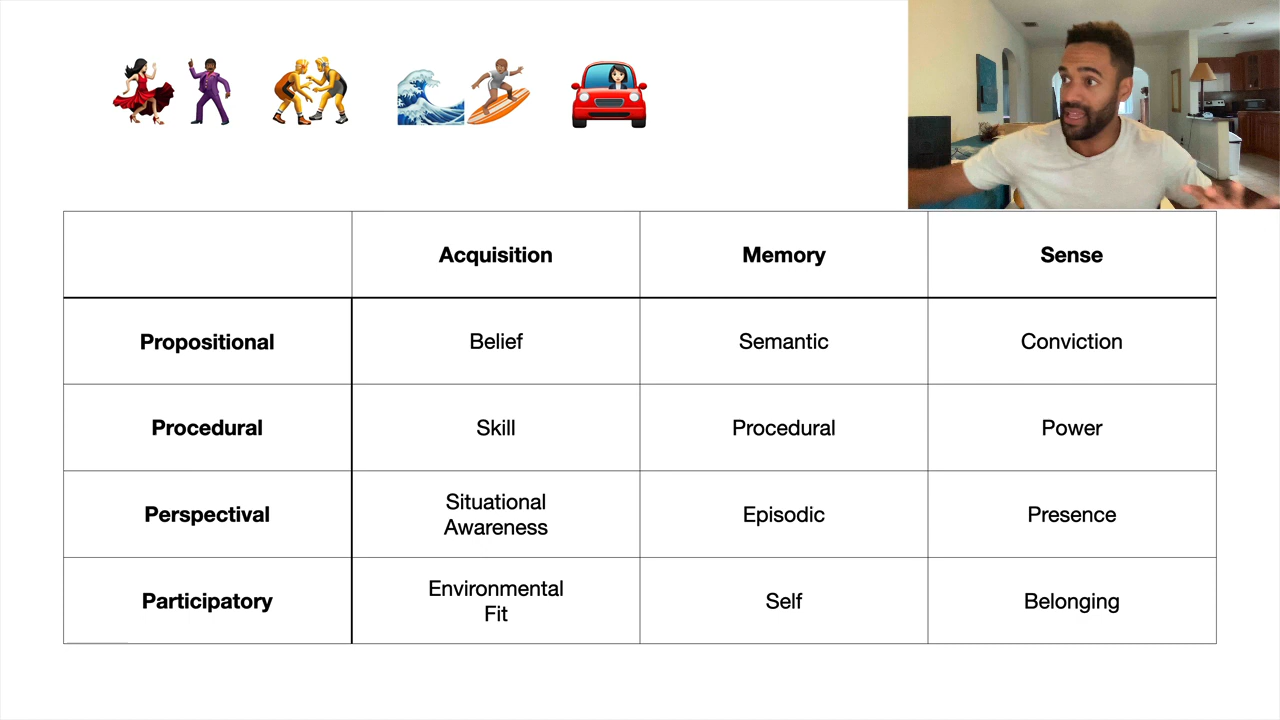 Acquisition Memory Sense
Propositional Belief Semantic Conviction
Procedural Skill Procedural Power
Perspectival Situational Awareness Episodic Presence
Participatory Environmental Fit Self Belonging